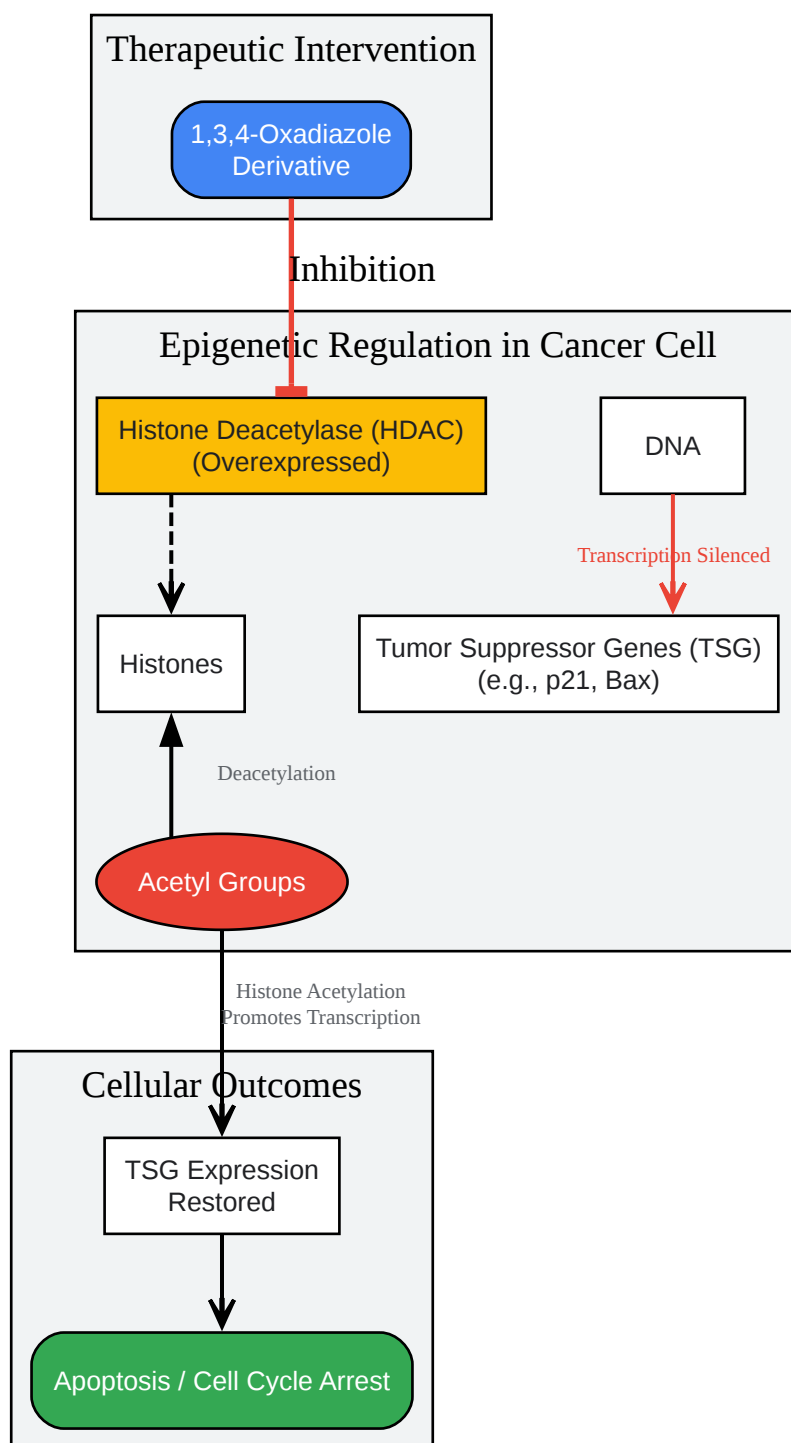 Therapeutic Intervention
1,3,4-Oxadiazole
Derivative
Inhibition
Epigenetic Regulation in Cancer Cell
Histone Deacetylase (HDAC)
(Overexpressed)
DNA
Transcription Silenced
Histones
Tumor Suppressor Genes (TSG)
(e.g., p21, Bax)
Deacetylation
Acetyl Groups
Histone Acetylation
Promotes Transcription
Cellular Outcomes
TSG Expression
Restored
Apoptosis / Cell Cycle Arrest